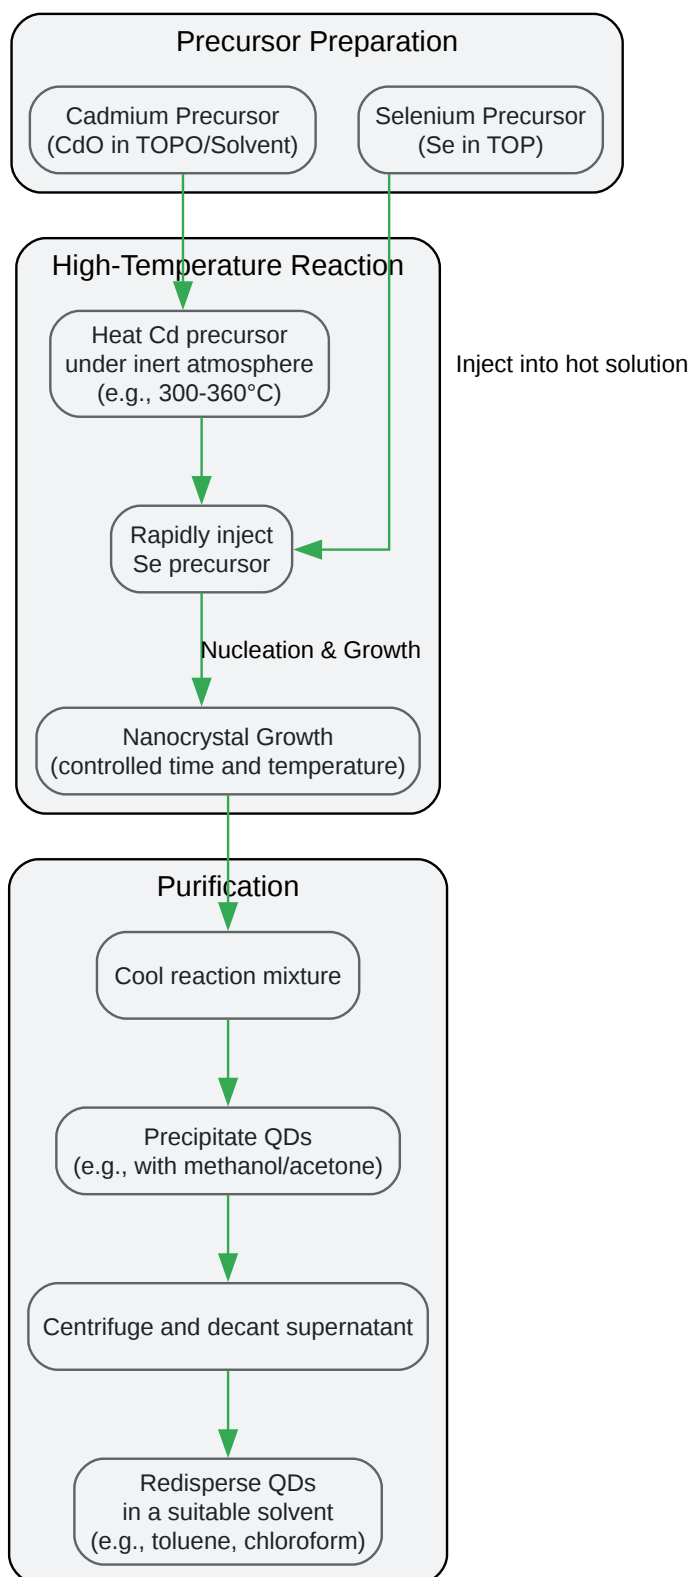 Precursor Preparation
Cadmium Precursor
(CdO in TOPO/Solvent)
Selenium Precursor
(Se in TOP)
High-Temperature Reaction
Heat Cd precursor
under inert atmosphere
(e.g., 300-360°C)
Inject into hot solution
Rapidly inject
Se precursor
Nucleation & Growth
Nanocrystal Growth
(controlled time and temperature)
Purification
Cool reaction mixture
Precipitate QDs
(e.g., with methanol/acetone)
Centrifuge and decant supernatant
Redisperse QDs
in a suitable solvent
(e.g., toluene, chloroform)